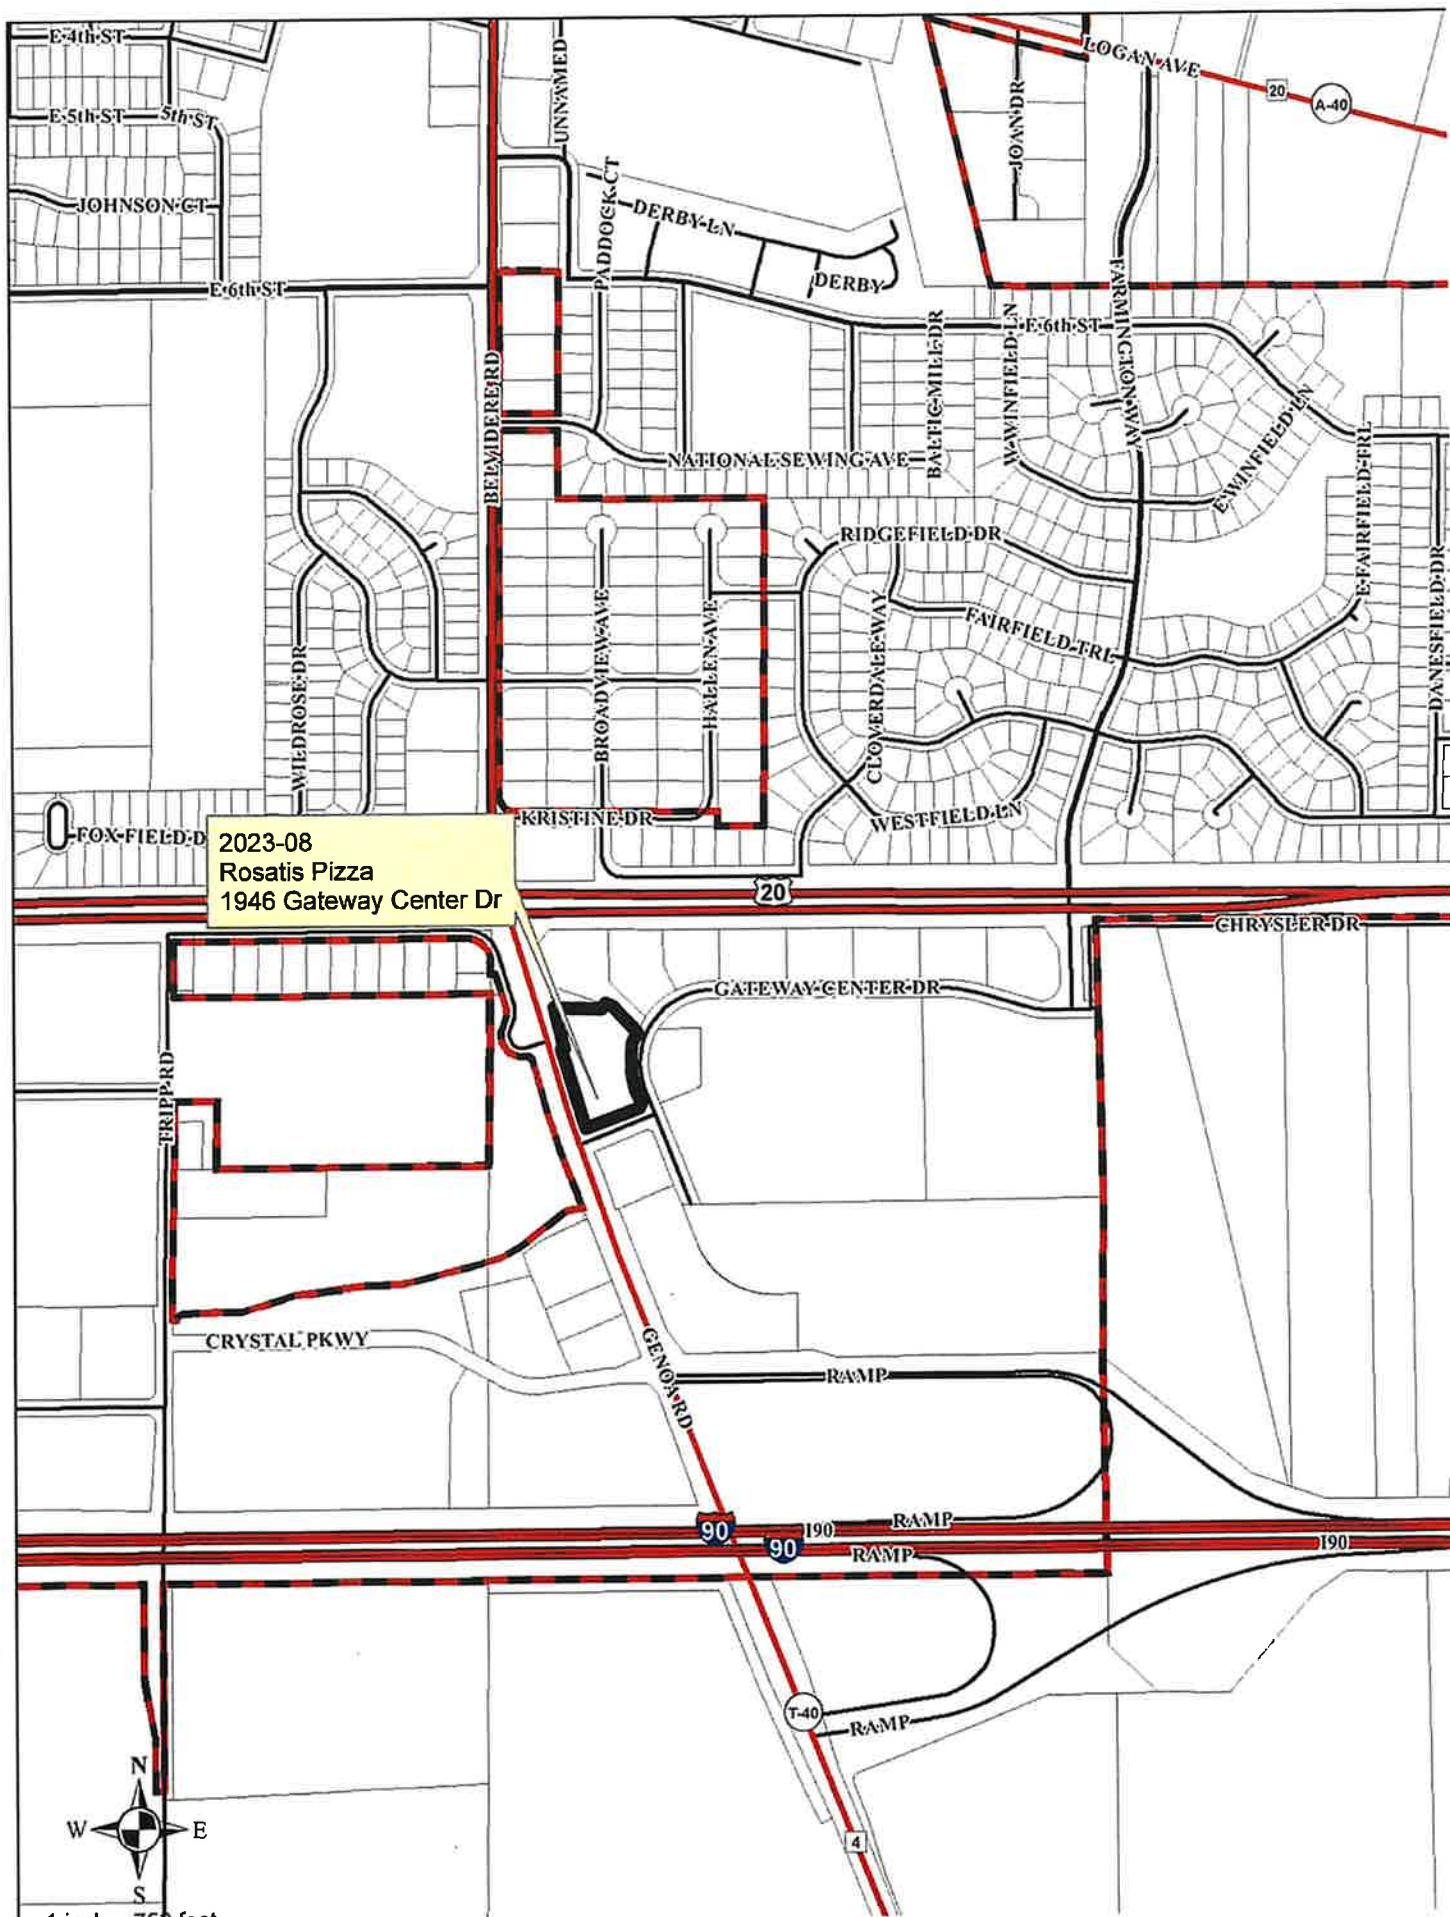 E 4th ST
UNNAMED
LOGAN AVE
20
A-40
E 5th ST
5th ST
JOAN DR
JOHNSON CT
PADDOCK CT
DERBY LN
DERBY
E 6th ST
FARMINGTON WAY
E 6th ST
BELVIDERE RD
BALTIC MILL DR
W WINFIELD LN
E WINFIELD LN
NATIONAL SEWING AVE
E FAIRFIELD TRL
RIDGEFIELD DR
DANESFIELD DR
WILDROSE DR
BROADVIEW AVE
HALLEN AVE
CLOVERDALE WAY
FAIRFIELD TRL
FOX FIELD D
KRISTINE DR
WESTFIELD LN
2023-08
Rosatis Pizza
1946 Gateway Center Dr
20
CHRYSLER DR
GATEWAY CENTER DR
TRIPP RD
CRYSTAL PKWY
GENOA RD
RAMP
90
I90
RAMP
90
RAMP
I90
T-40
RAMP
4
N
W
E
S